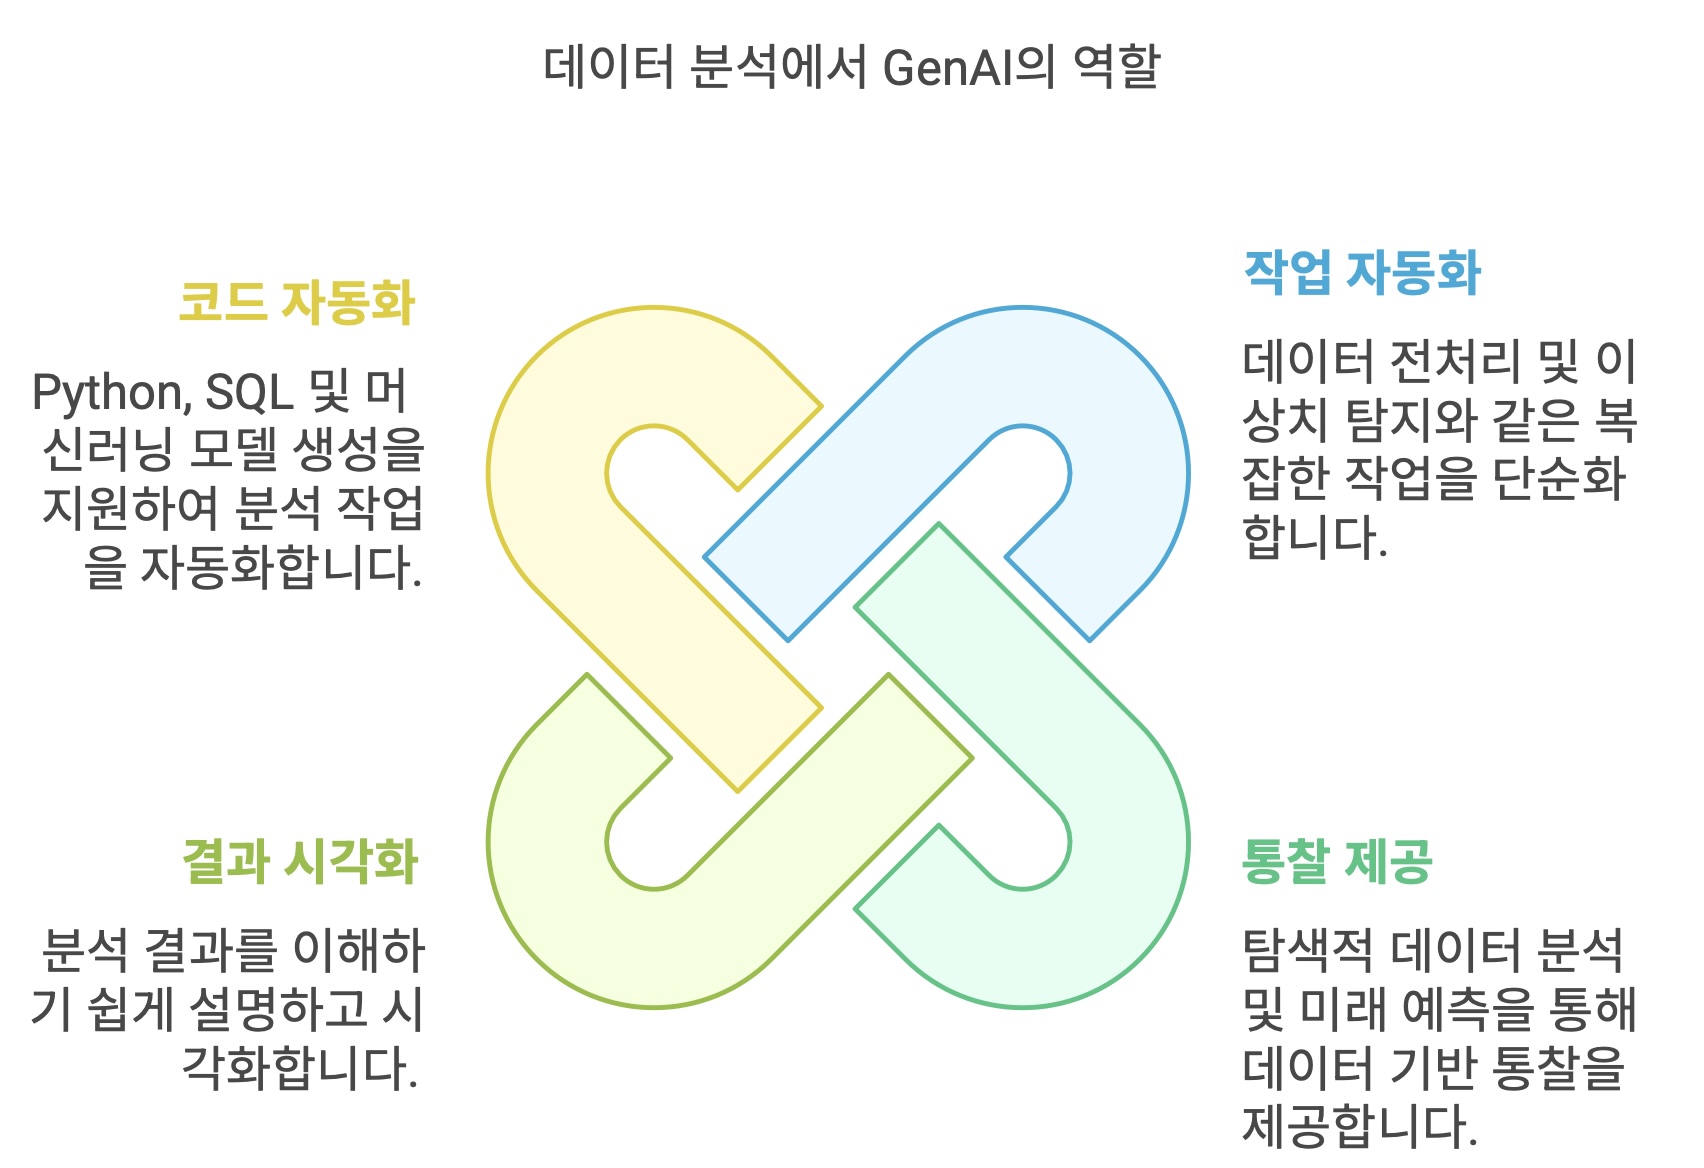 데이터 분석에서 GenAI의 역할
코드 자동화
Python, SQL 및 머
신러닝 모델 생성을
지원하여 분석 작업
을 자동화합니다.
작업 자동화
데이터 전처리 및 이
상치 탐지와 같은 복
잡한 작업을 단순화
합니다.
결과 시각화
분석 결과를 이해하
기 쉽게 설명하고 시
각화합니다.
통찰 제공
탐색적 데이터 분석
및 미래 예측을 통해
데이터 기반 통찰을
제공합니다.